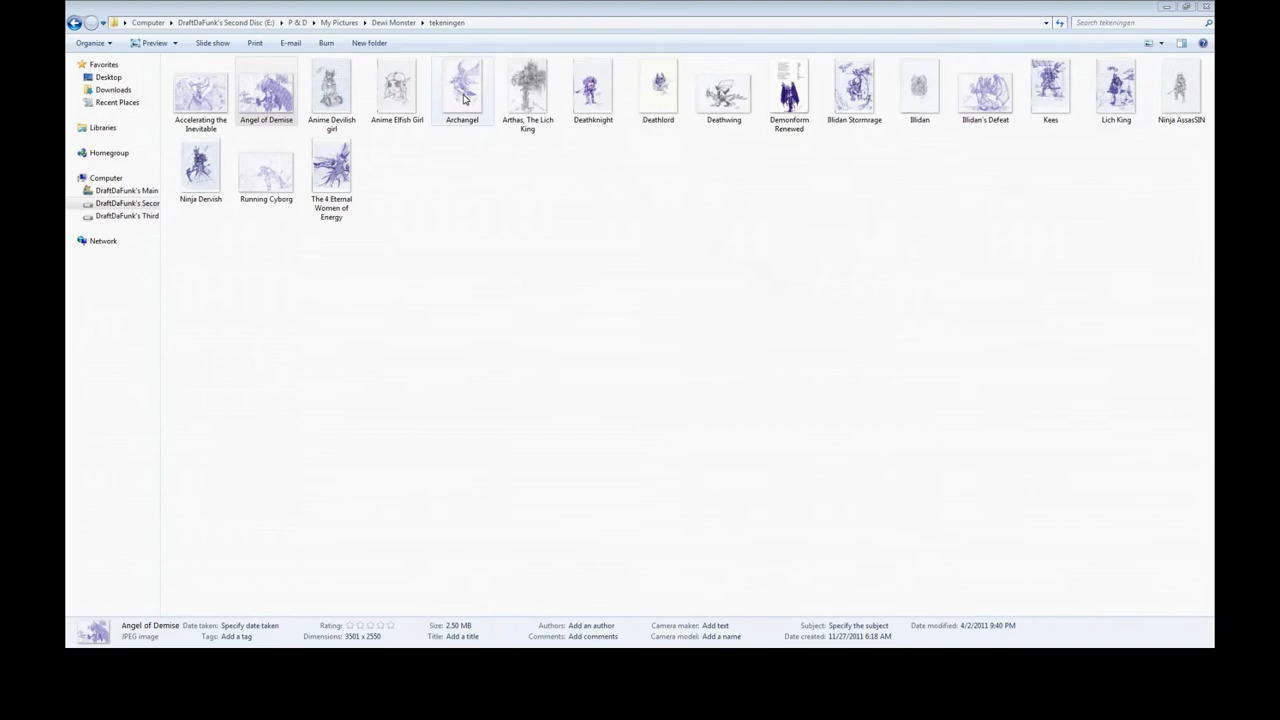 Computer DraftDaFunk's Second Disc (E:) P & D My Pictures Dewi Monster tekeningen Search tekeningen
Organize Preview Slide show Print E-mail Burn New folder
Favorites
Desktop
Downloads
Recent Places
Libraries
Homegroup
Computer
DraftDaFunk's Main
DraftDaFunk's Secor
DraftDaFunk's Third
Network
Accelerating the Inevitable
Angel of Demise
Anime Devilish girl
Anime Elfish Girl
Archangel
Arthas, The Lich King
Deathknight
Deathlord
Deathwing
Demonform Renewed
Illidan Stormrage
Illidan
Illidan's Defeat
Kees
Lich King
Ninja AssasSIN
Ninja Dervish
Running Cyborg
The 4 Eternal Women of Energy
Angel of Demise Date taken: Specify date taken Rating: Size: 2.50 MB Authors: Add an author Camera maker: Add text Subject: Specify the subject Date modified: 4/2/2011 9:40 PM
JPEG image Tags: Add a tag Dimensions: 3501 x 2550 Title: Add a title Comments: Add comments Camera model: Add a name Date created: 11/27/2011 6:18 AM